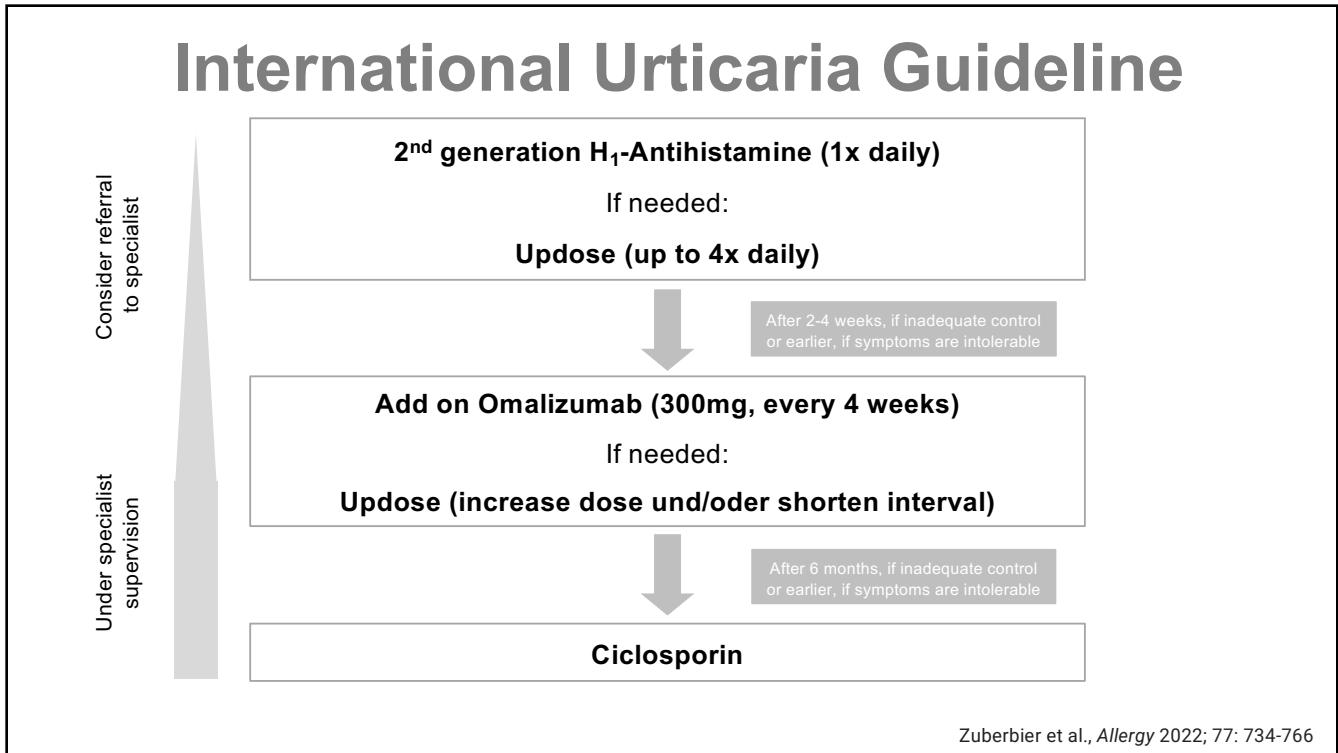 International Urticaria Guideline
Consider referral
to specialist
2nd generation H1-Antihistamine (1x daily)
If needed:
Updose (up to 4x daily)
After 2-4 weeks, if inadequate control
or earlier, if symptoms are intolerable
Under specialist
supervision
Add on Omalizumab (300mg, every 4 weeks)
If needed:
Updose (increase dose und/oder shorten interval)
After 6 months, if inadequate control
or earlier, if symptoms are intolerable
Ciclosporin
Zuberbier et al., Allergy 2022; 77: 734-766